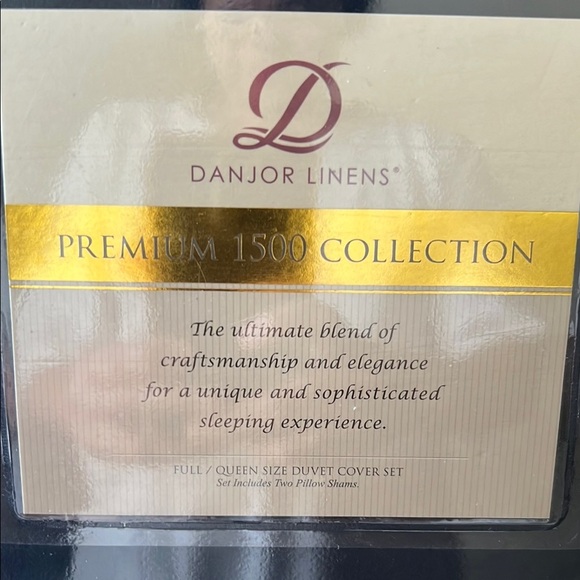 D
DANJOR LINENS®
PREMIUM 1500 COLLECTION
The ultimate blend of
craftsmanship and elegance
for a unique and sophisticated
sleeping experience.
FULL / QUEEN SIZE DUVET COVER SET
Set Includes Two Pillow Shams.